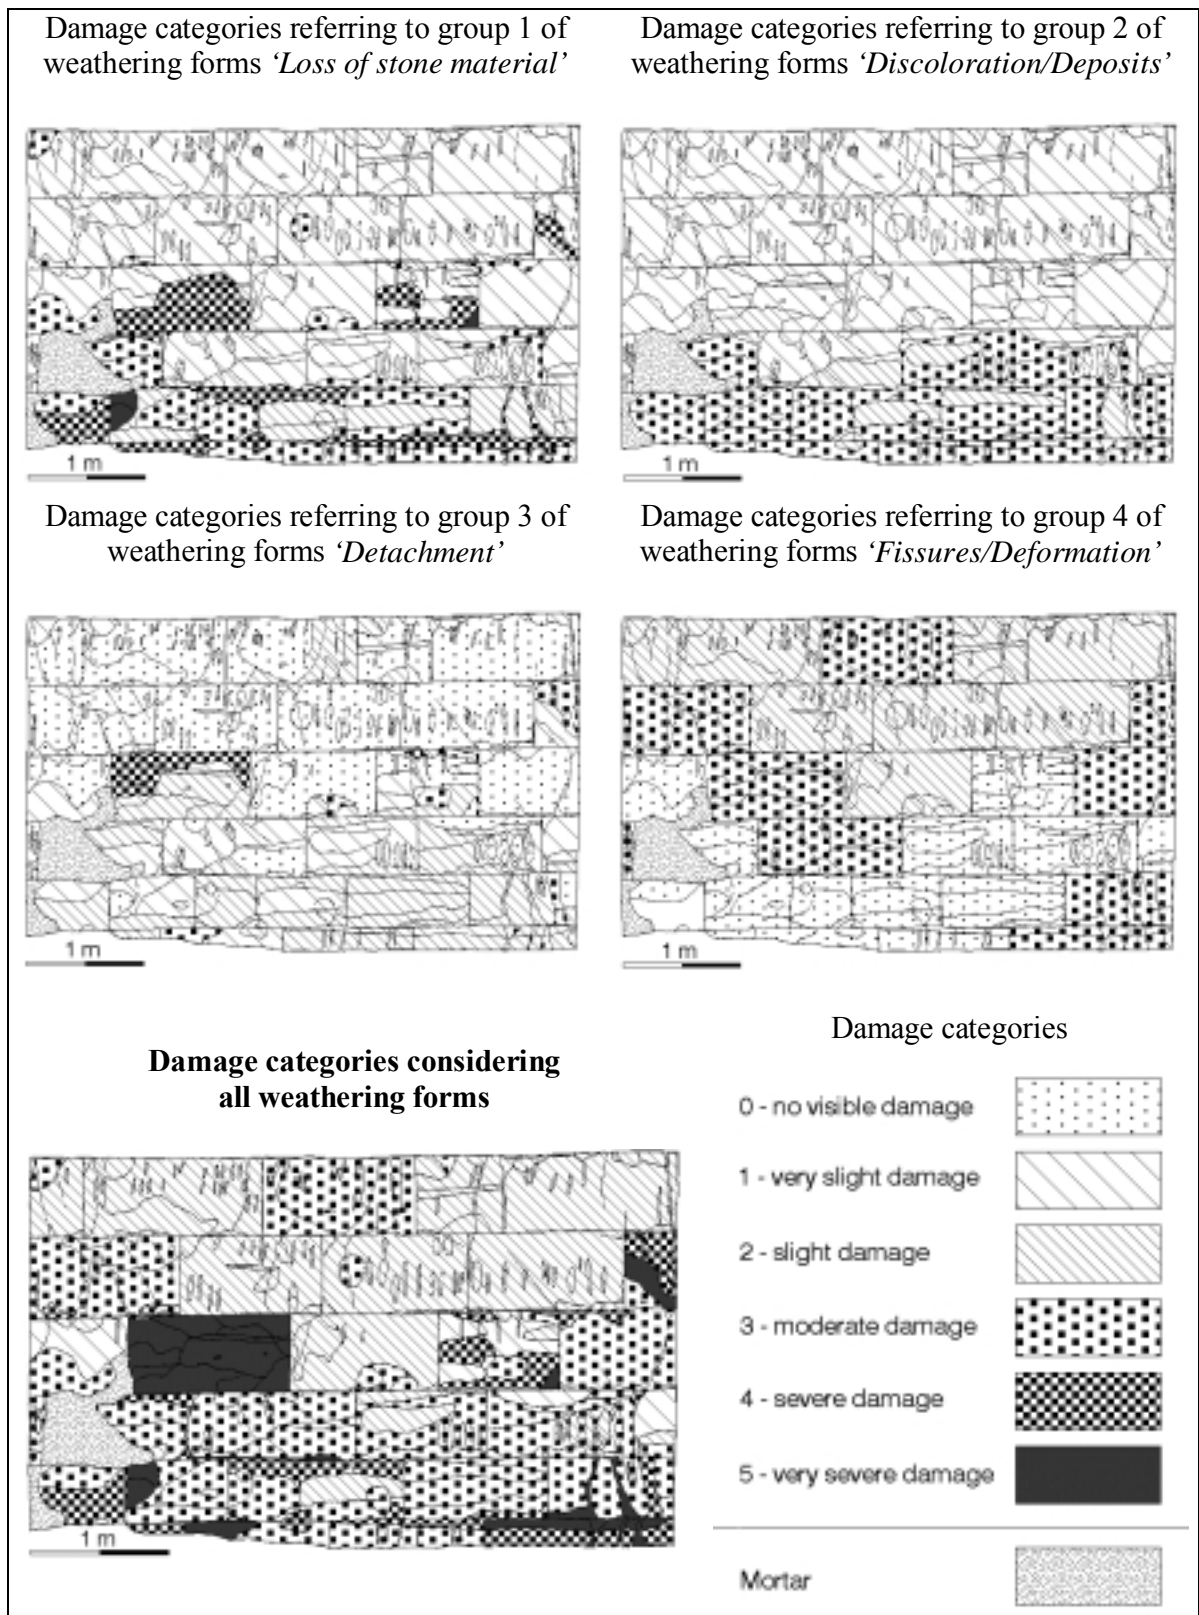 Damage categories referring to group 1 of
weathering forms ‘Loss of stone material’
Damage categories referring to group 2 of
weathering forms ‘Discoloration/Deposits’
1 m
1 m
Damage categories referring to group 3 of
weathering forms ‘Detachment’
Damage categories referring to group 4 of
weathering forms ‘Fissures/Deformation’
1 m
1 m
Damage categories considering
all weathering forms
1 m
Damage categories
0 - no visible damage
1 - very slight damage
2 - slight damage
3 - moderate damage
4 - severe damage
5 - very severe damage
Mortar